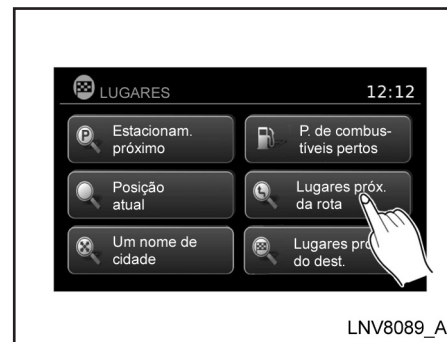 LUGARES 12:12
Estacionam.
próximo
P. de combus-
tíveis pertos
Posição
atual
Lugares próx.
da rota
Um nome de
cidade
Lugares
do dest.
LNV8089_A